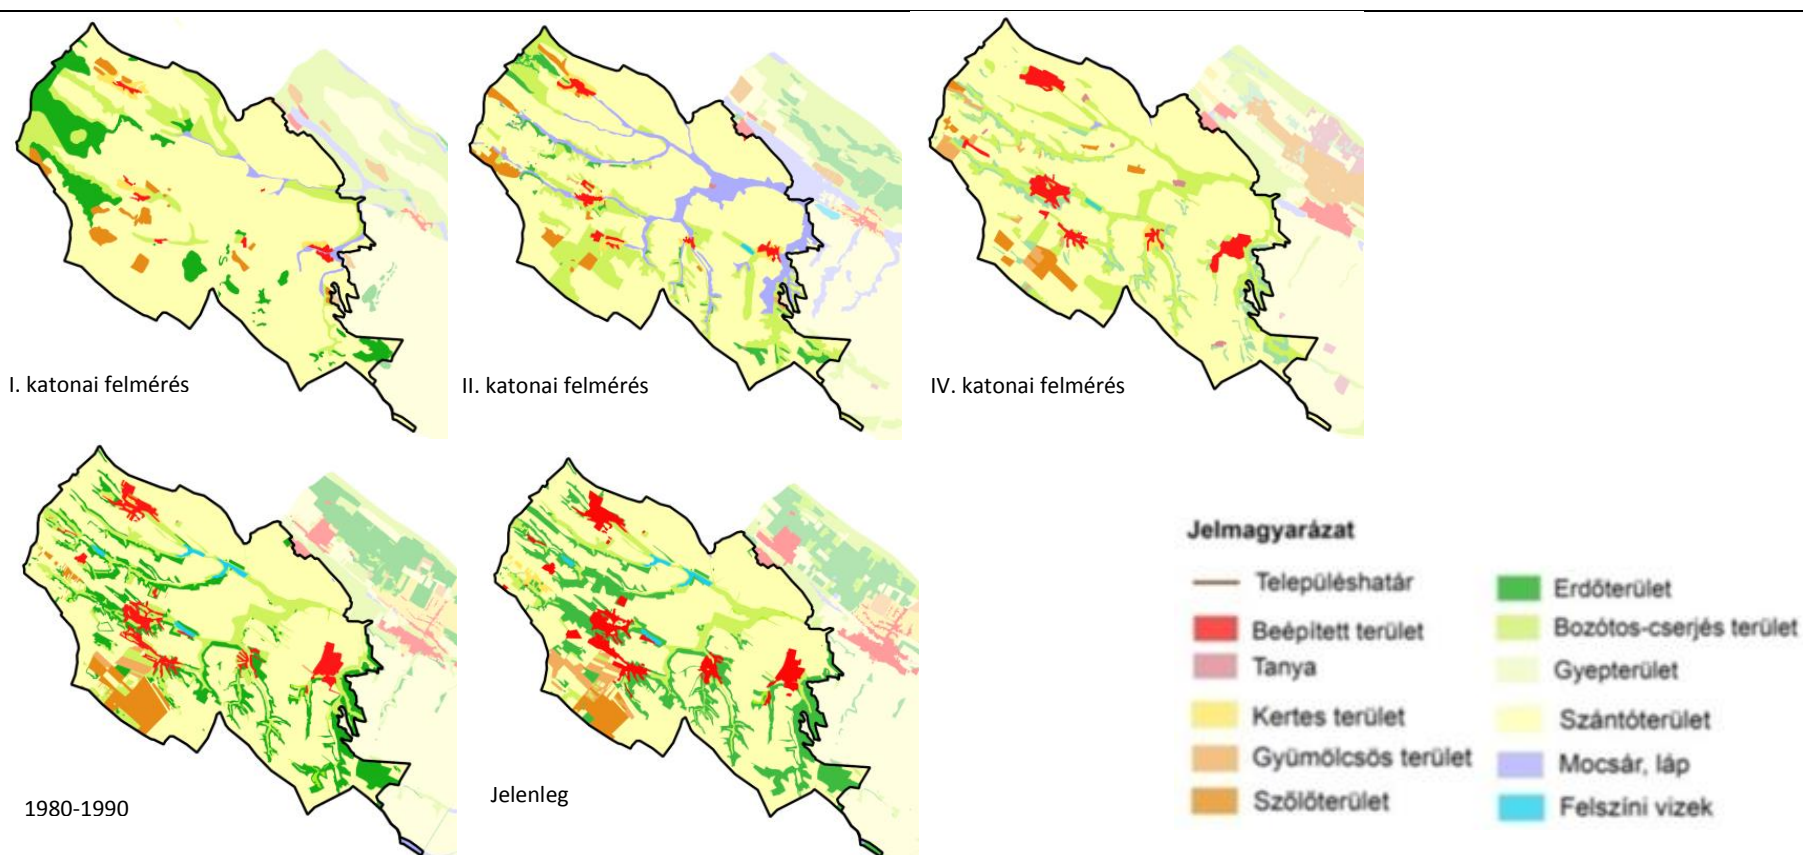 I. katonai felmérés
II. katonai felmérés
IV. katonai felmérés
1980-1990
Jelenleg
Jelmagyarázat
Településhatár
Beépített terület
Tanya
Kertes terület
Gyümölcsös terület
Szőlőterület
Erdőterület
Bozótos-cserjés terület
Gyepterület
Szántóterület
Mocsár, láp
Felszíni vizek